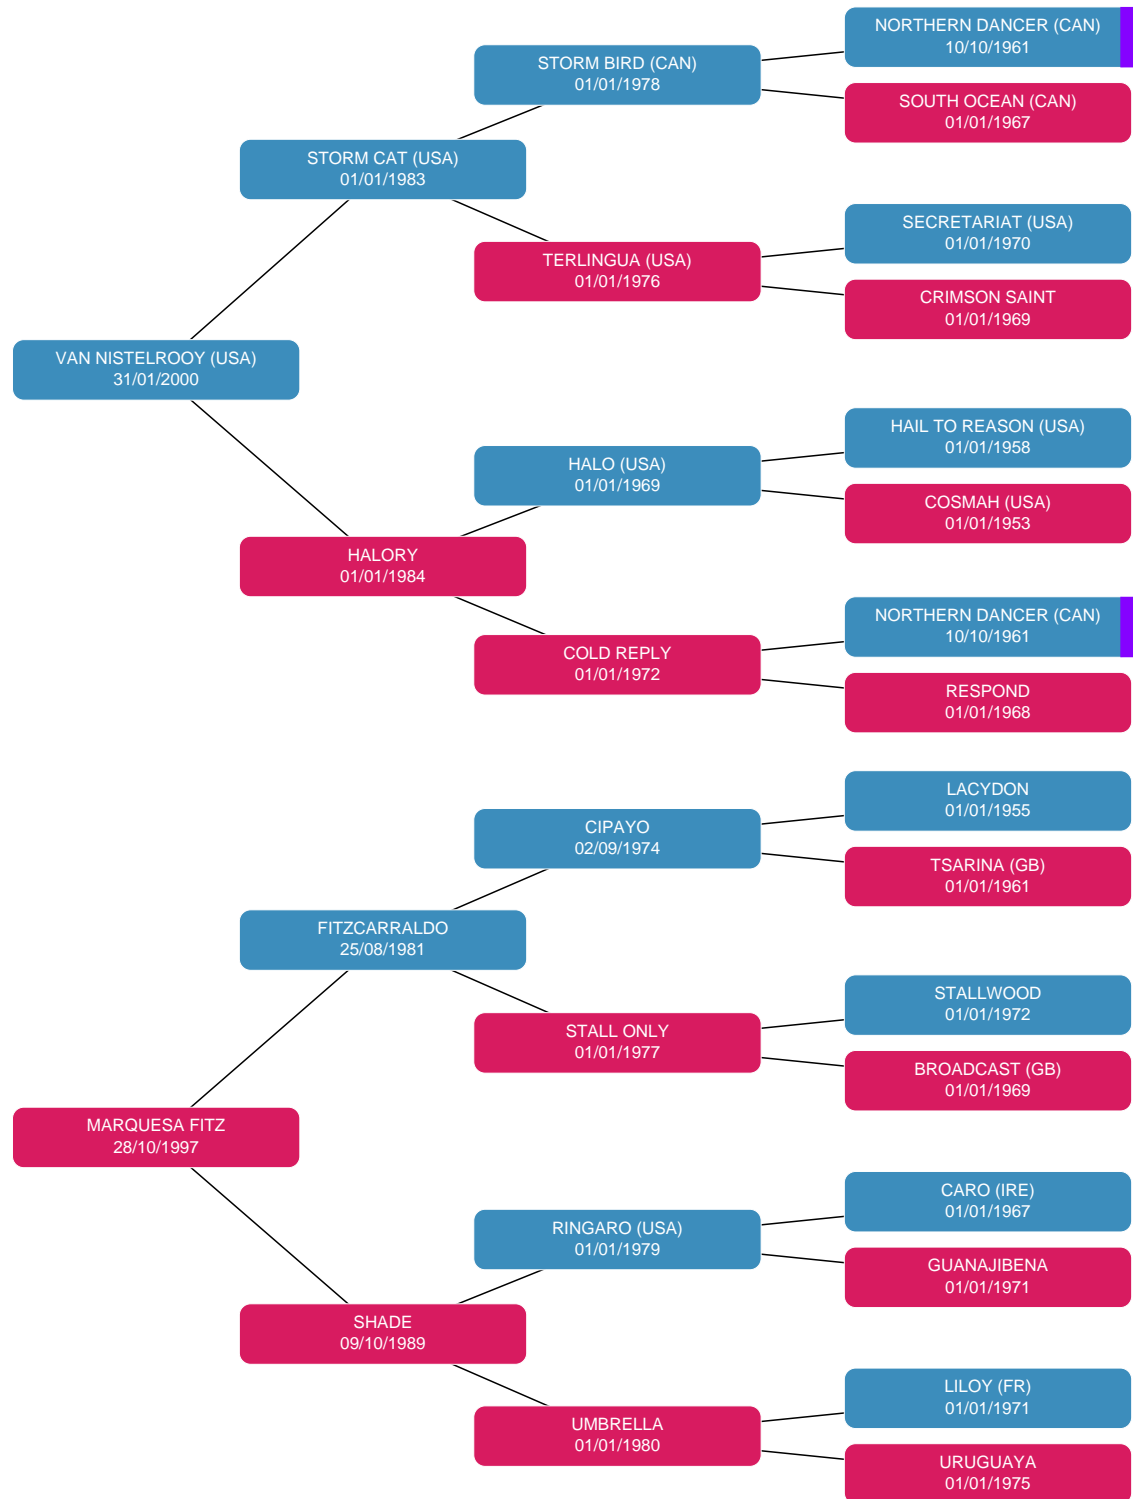 NORTHERN DANCER (CAN)
10/10/1961
STORM BIRD (CAN)
01/01/1978
SOUTH OCEAN (CAN)
01/01/1967
STORM CAT (USA)
01/01/1983
SECRETARIAT (USA)
01/01/1970
TERLINGUA (USA)
01/01/1976
CRIMSON SAINT
01/01/1969
VAN NISTELROOY (USA)
31/01/2000
HAIL TO REASON (USA)
01/01/1958
HALO (USA)
01/01/1969
COSMAH (USA)
01/01/1953
HALORY
01/01/1984
NORTHERN DANCER (CAN)
10/10/1961
COLD REPLY
01/01/1972
RESPOND
01/01/1968
LACYDON
01/01/1955
CIPAYO
02/09/1974
TSARINA (GB)
01/01/1961
FITZCARRALDO
25/08/1981
STALLWOOD
01/01/1972
STALL ONLY
01/01/1977
BROADCAST (GB)
01/01/1969
MARQUESA FITZ
28/10/1997
CARO (IRE)
01/01/1967
RINGARO (USA)
01/01/1979
GUANAJIBENA
01/01/1971
SHADE
09/10/1989
LILOY (FR)
01/01/1971
UMBRELLA
01/01/1980
URUGUAYA
01/01/1975